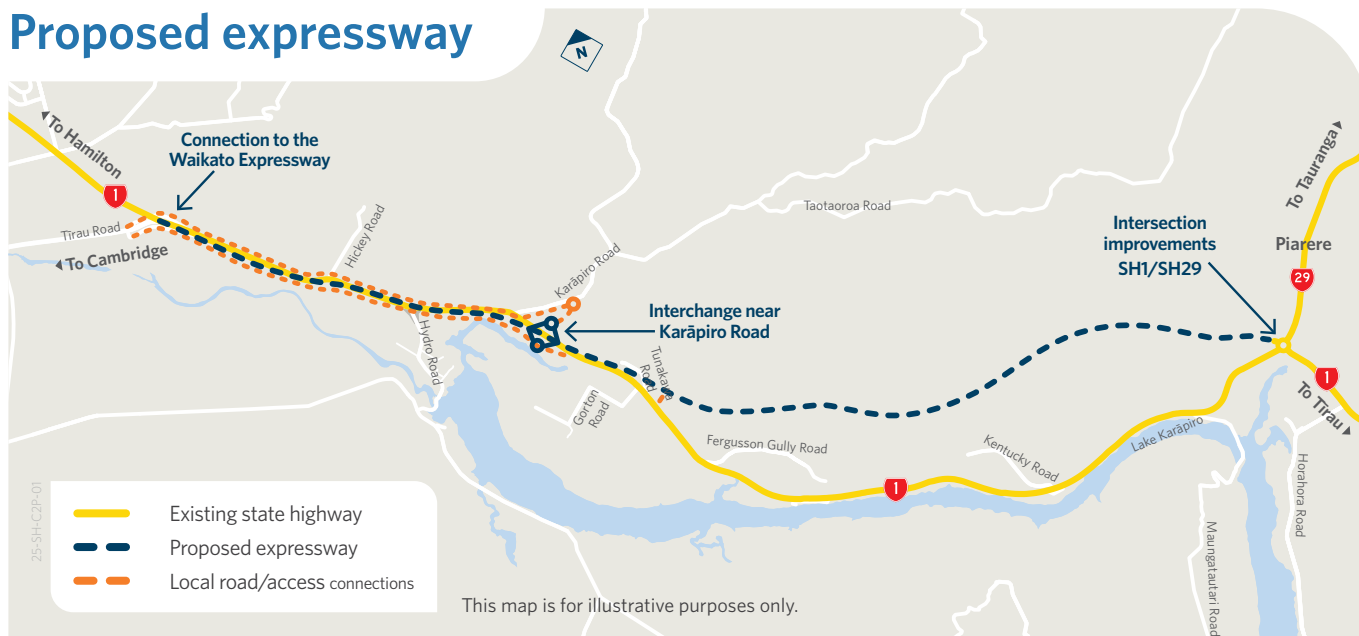 Proposed expressway
N
To Hamilton
Connection to the
Waikato Expressway
1
Tīrau Road
To Cambridge
Hickey Road
Karāpiro Road
Taotaoroa Road
To Tauranga
Intersection
improvements
SH1/SH29
Piarere
29
Interchange near
Karāpiro Road
Hydro Road
Tunakawa
Road
Gorton
Road
1
To Tīrau
Fergusson Gully Road
Kentucky Road
Lake Karāpiro
1
Horahora Road
Maungatautari Road
25-SH-C2P-01
Existing state highway
Proposed expressway
Local road/access connections
This map is for illustrative purposes only.